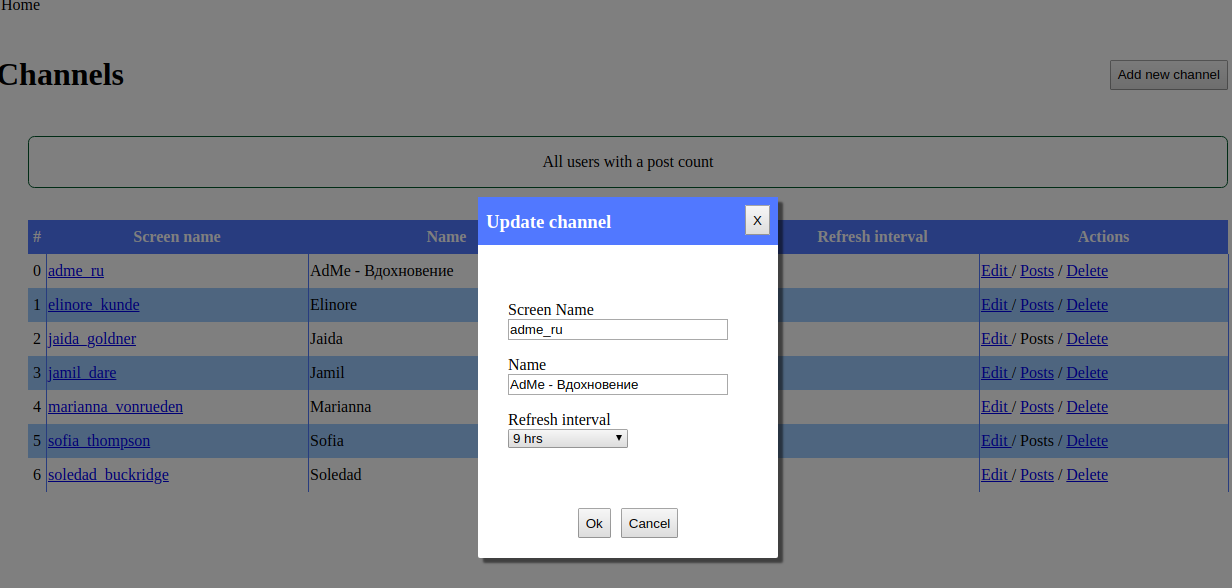 Home
Channels
Add new channel
All users with a post count
# Screen name Name Refresh interval Actions
0 adme_ru AdMe - Вдохновение Edit / Posts / Delete
1 elinore_kunde Elinore Edit / Posts / Delete
2 jaida_goldner Jaida Edit / Posts / Delete
3 jamil_dare Jamil Edit / Posts / Delete
4 marianna_vonrueden Marianna Edit / Posts / Delete
5 sofia_thompson Sofia Edit / Posts / Delete
6 soledad_buckridge Soledad Edit / Posts / Delete
Update channel X
Screen Name
adme_ru
Name
AdMe - Вдохновение
Refresh interval
9 hrs
Ok Cancel